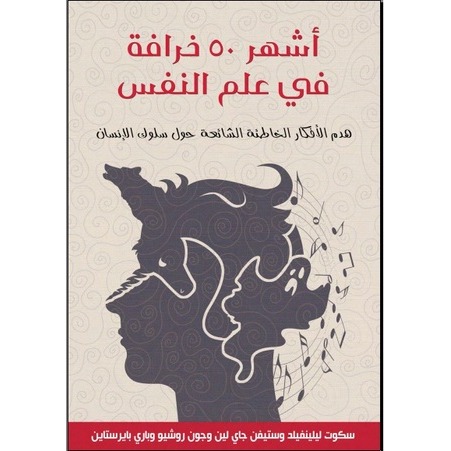 أشهر ٥٠ خرافة
في علم النفس
هدم الأفكار الخاطئة الشائعة حول سلوك الإنسان
سكوت ليلينفيلد وستيفن جاي لين وجون روشيو وباري بايرستاين